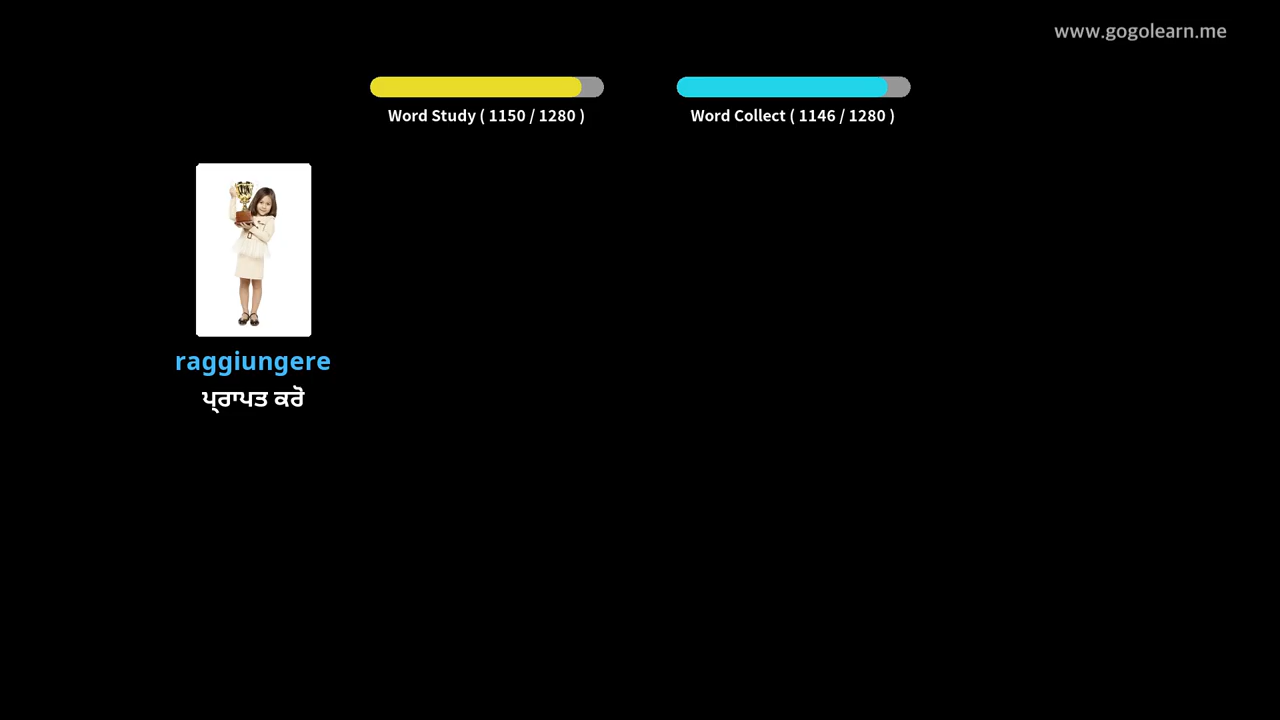 www.gogolearn.me
Word Study ( 1150 / 1280 )
Word Collect ( 1146 / 1280 )
raggiungere
ਪ੍ਰਾਪਤ ਕਰੋ